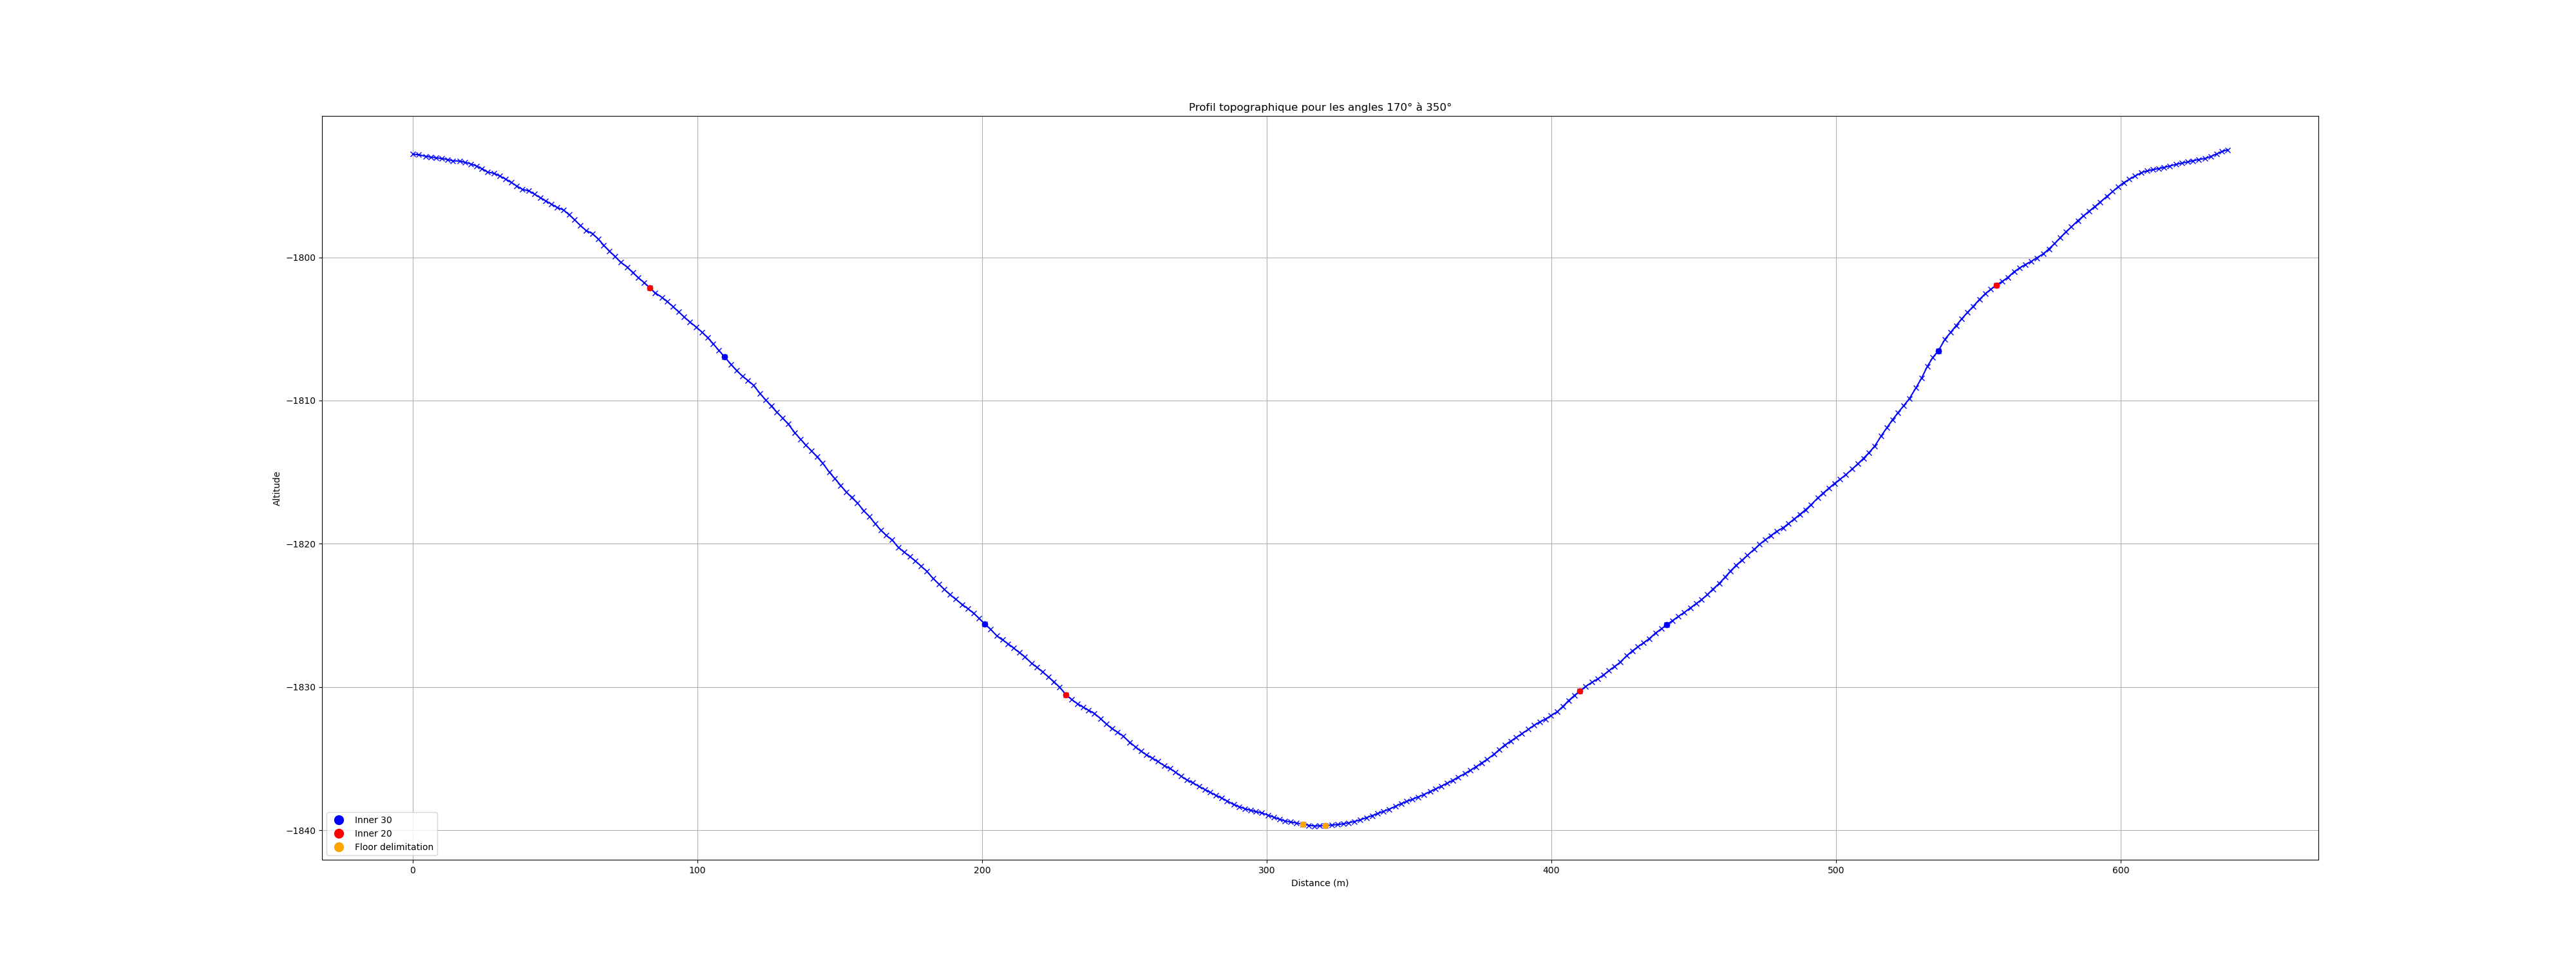 Profil topographique pour les angles 170° à 350°
Altitude
−1800
−1810
−1820
−1830
−1840
Inner 30
Inner 20
Floor delimitation
0 100 200 300 400 500 600
Distance (m)